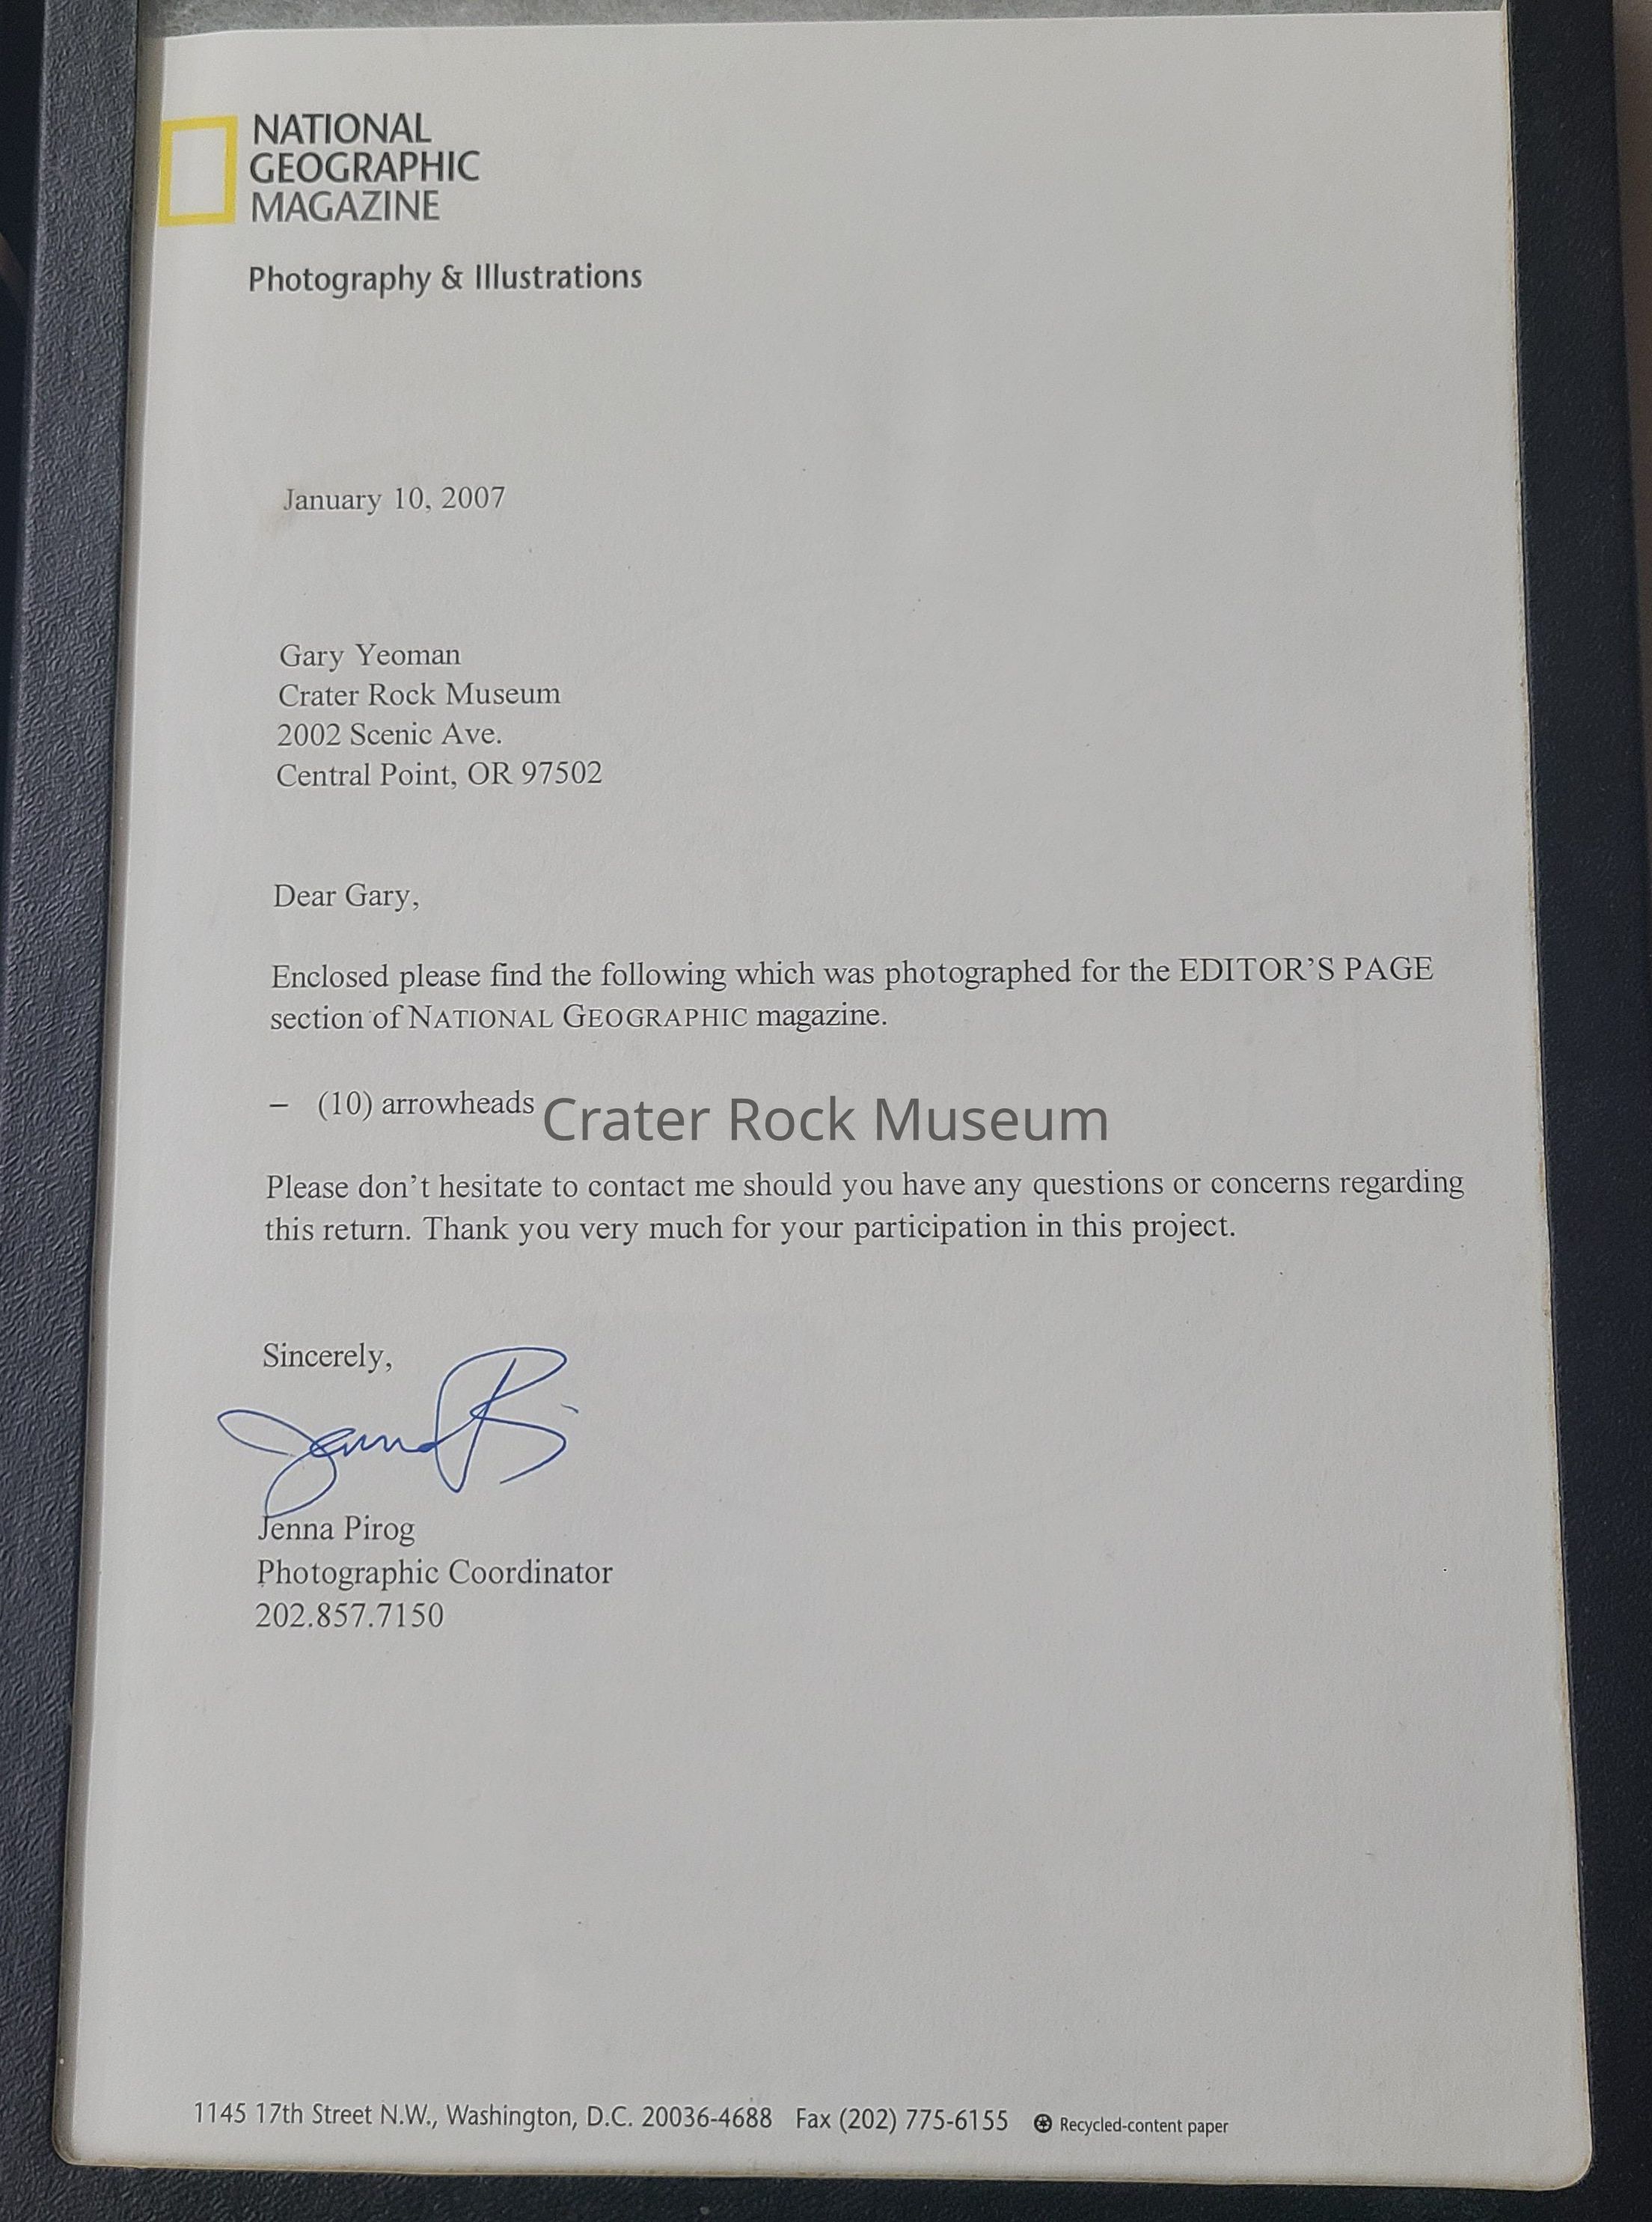 NATIONAL
GEOGRAPHIC
MAGAZINE
Photography & Illustrations
January 10, 2007
Gary Yeoman
Crater Rock Museum
2002 Scenic Ave.
Central Point, OR 97502
Dear Gary,
Enclosed please find the following which was photographed for the EDITOR’S PAGE
section of NATIONAL GEOGRAPHIC magazine.
– (10) arrowheads
Crater Rock Museum
Please don’t hesitate to contact me should you have any questions or concerns regarding
this return. Thank you very much for your participation in this project.
Sincerely,
Jenna Pirog
Photographic Coordinator
202.857.7150
1145 17th Street N.W., Washington, D.C. 20036-4688 Fax (202) 775-6155 Recycled-content paper